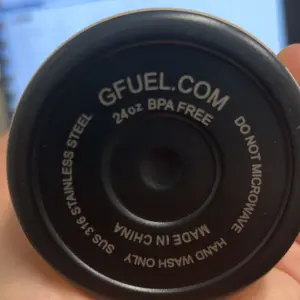 GFUEL.COM
24oz BPA FREE
DO NOT MICROWAVE
HAND WASH ONLY
SUS 316 STAINLESS STEEL
MADE IN CHINA